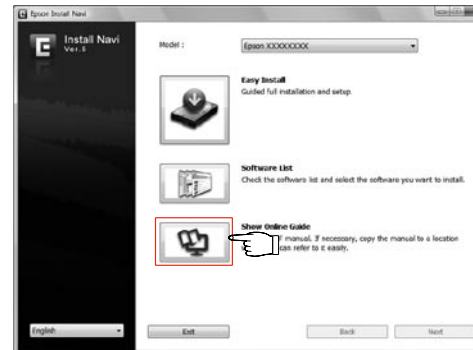 Epson Install Navi
Install Navi
Ver.6
Model :
Epson XXXXXXXX
Easy Install
Guided full installation and setup.
Software List
Check the software list and select the software you want to install.
Show Online Guide
manual. If necessary, copy the manual to a location
can refer to it easily.
English
Exit
Back
Next